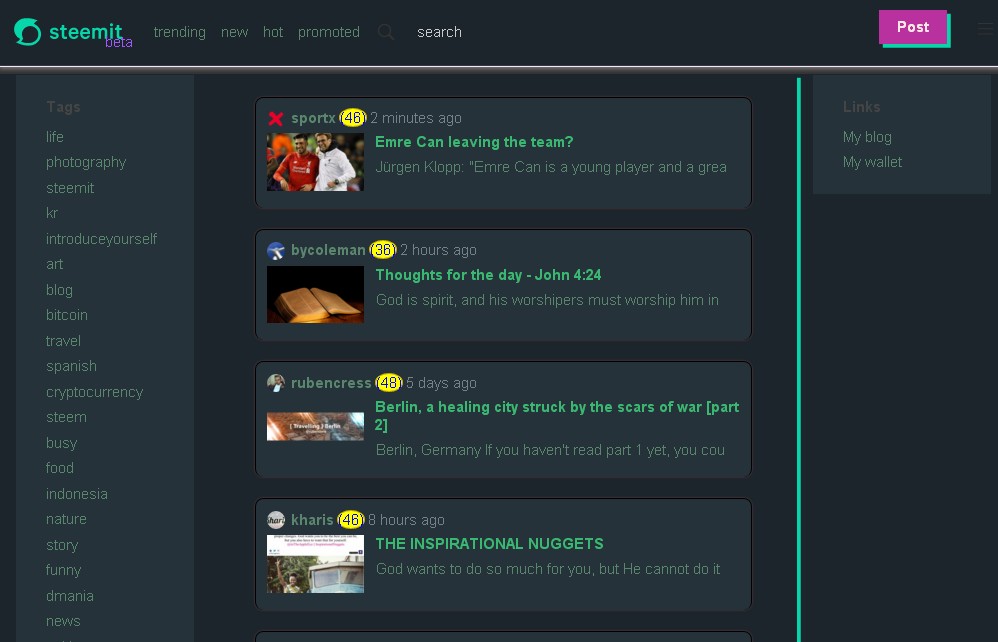 steemit
beta
trending new hot promoted search
Post
Tags
life
photography
steemit
kr
introduceyourself
art
blog
bitcoin
travel
spanish
cryptocurrency
steem
busy
food
indonesia
nature
story
funny
dmania
news
sportx (46) 2 minutes ago
Emre Can leaving the team?
Jürgen Klopp: "Emre Can is a young player and a grea
bycoleman (36) 2 hours ago
Thoughts for the day - John 4:24
God is spirit, and his worshipers must worship him in
rubencress (48) 5 days ago
[ Travelling ] Berlin
Berlin, a healing city struck by the scars of war [part
2]
Berlin, Germany If you haven't read part 1 yet, you cou
kharis (46) 8 hours ago
THE INSPIRATIONAL NUGGETS
God wants to do so much for you, but He cannot do it
Links
My blog
My wallet